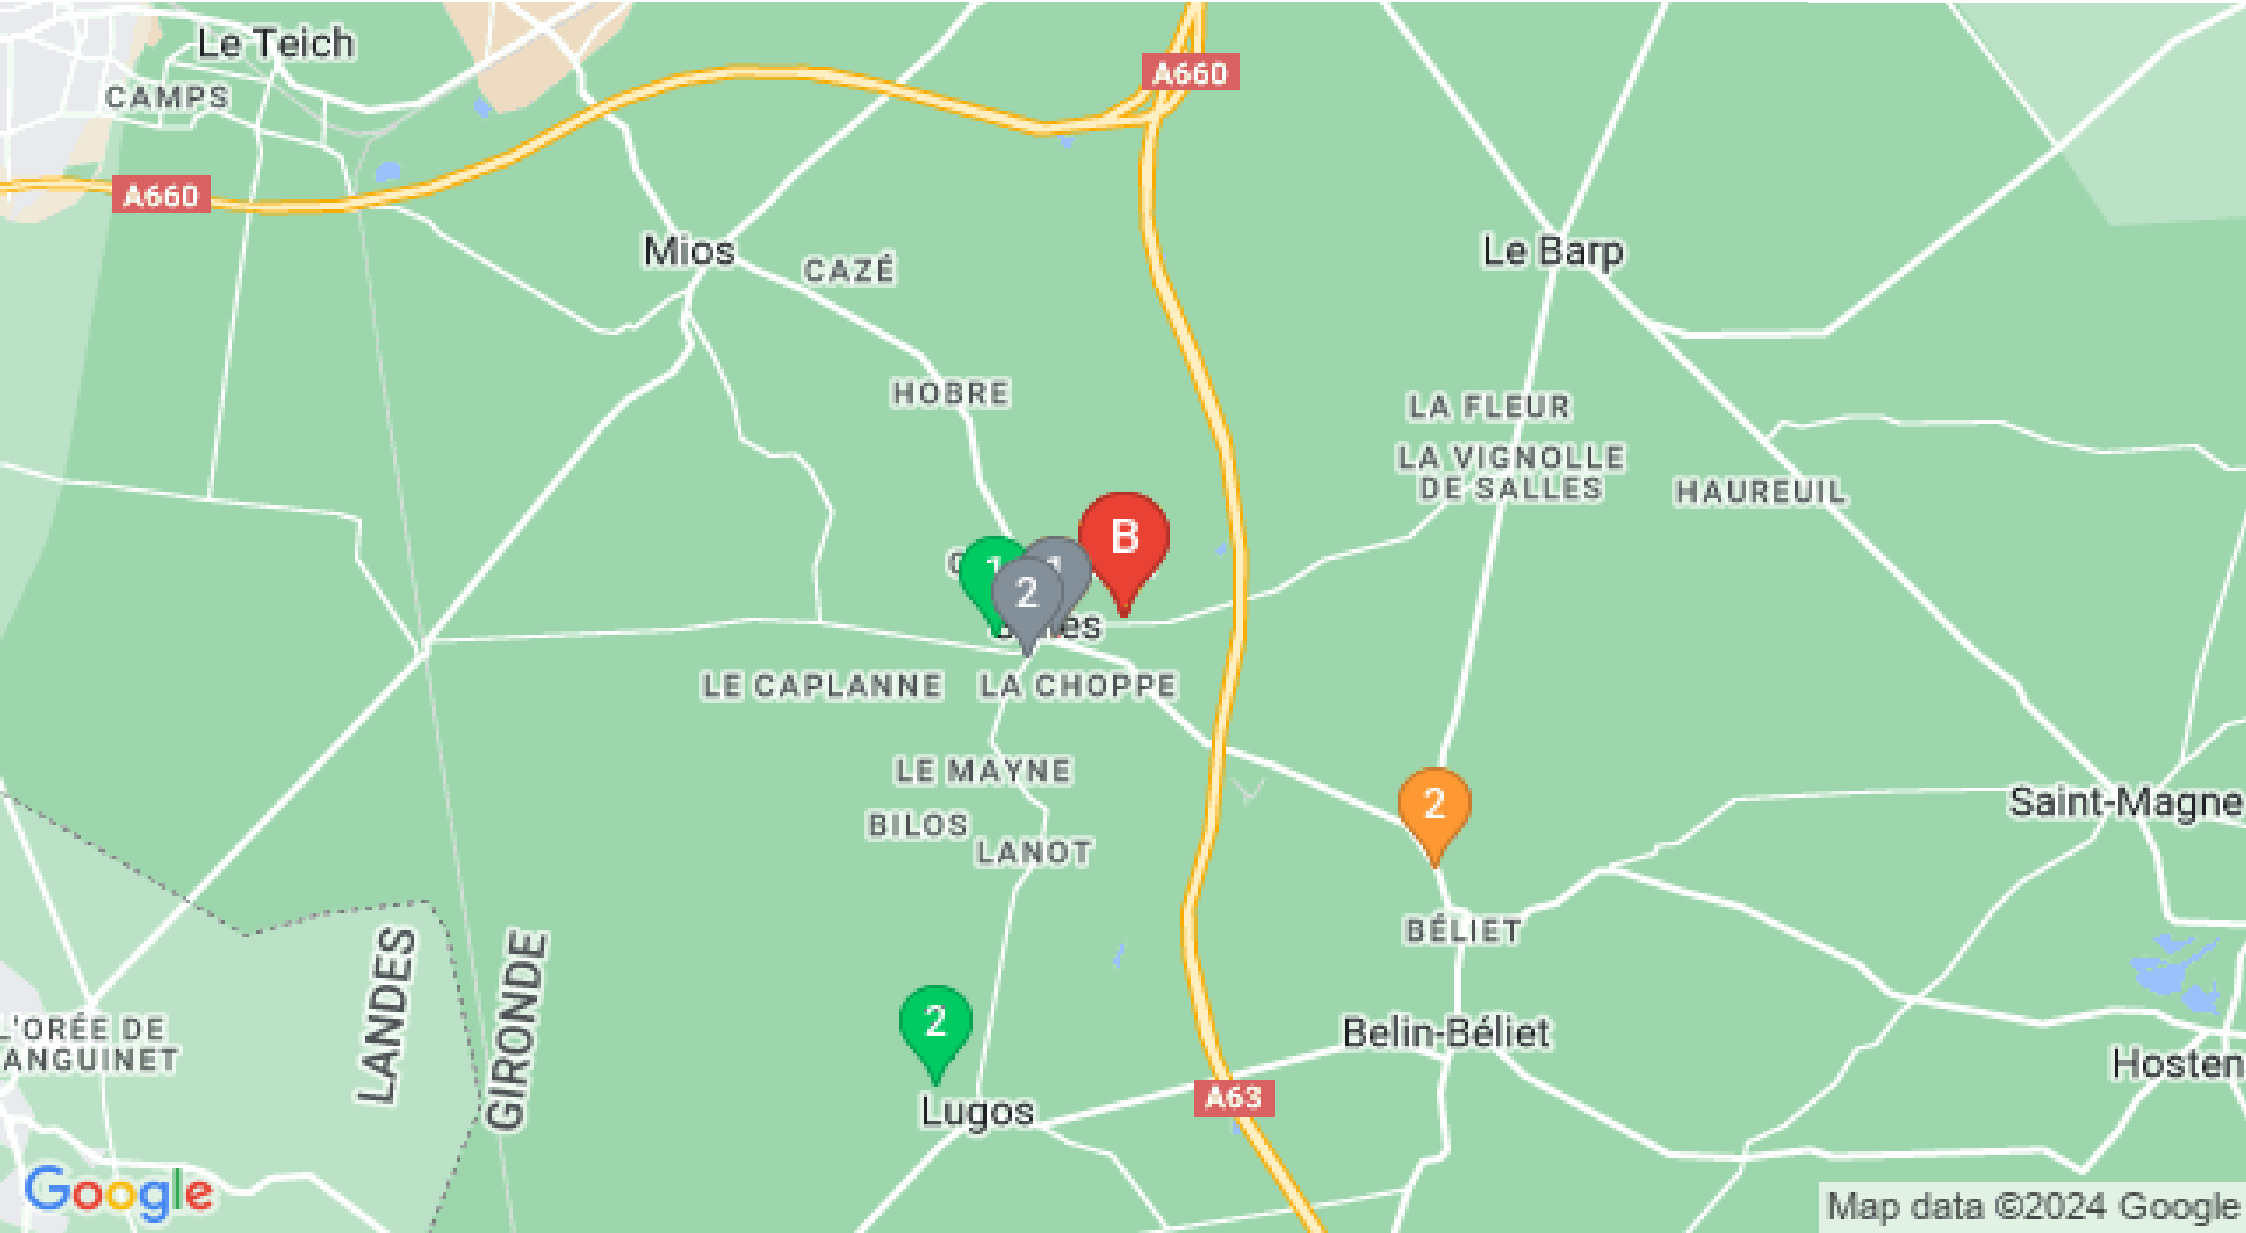 Le Teich
CAMPS
A660
A660
Mios
CAZÉ
Le Barp
HOBRE
LA FLEUR
LA VIGNOLLE
DE SALLES
HAUREUIL
B
1
1
2
LE CAPLANNE
LA CHOPPE
LE MAYNE
BILOS
LANOT
2
Saint-Magne
BÉLIET
LANDES
GIRONDE
2
L'ORÉE DE
ANGUINET
Belin-Béliet
Hosten
A63
Lugos
Google
Map data ©2024 Google